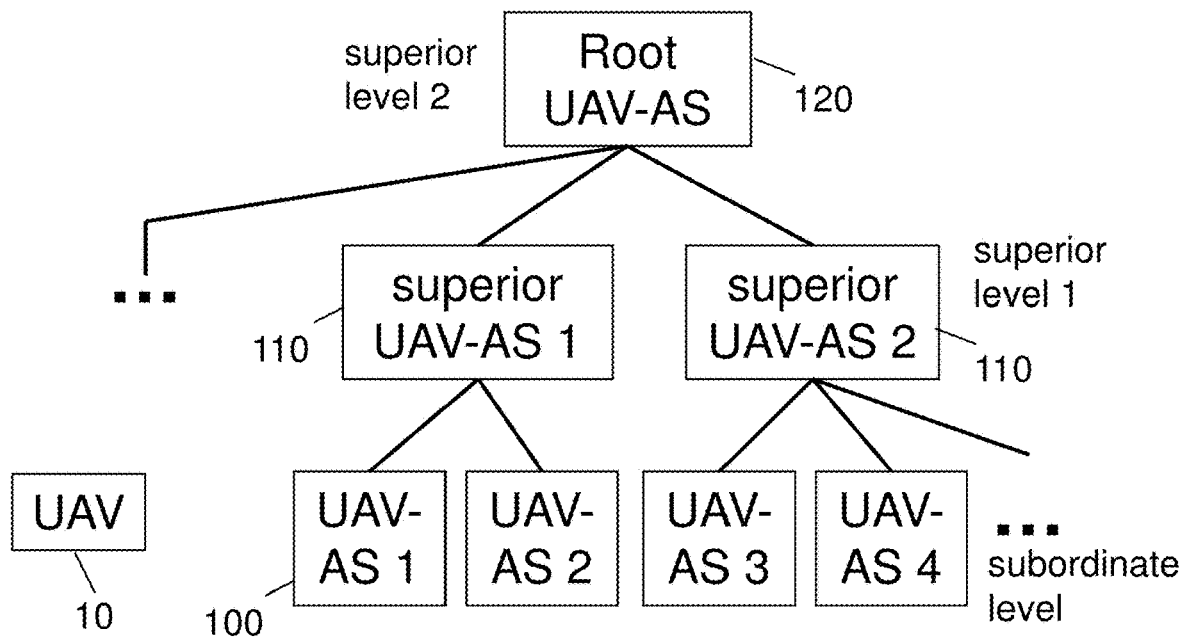 superior
level 2
Root
UAV-AS
120
...
superior
UAV-AS 1
110
superior
UAV-AS 2
110
superior
level 1
UAV
10
UAV-
AS 1
100
UAV-
AS 2
UAV-
AS 3
UAV-
AS 4
...
subordinate
level